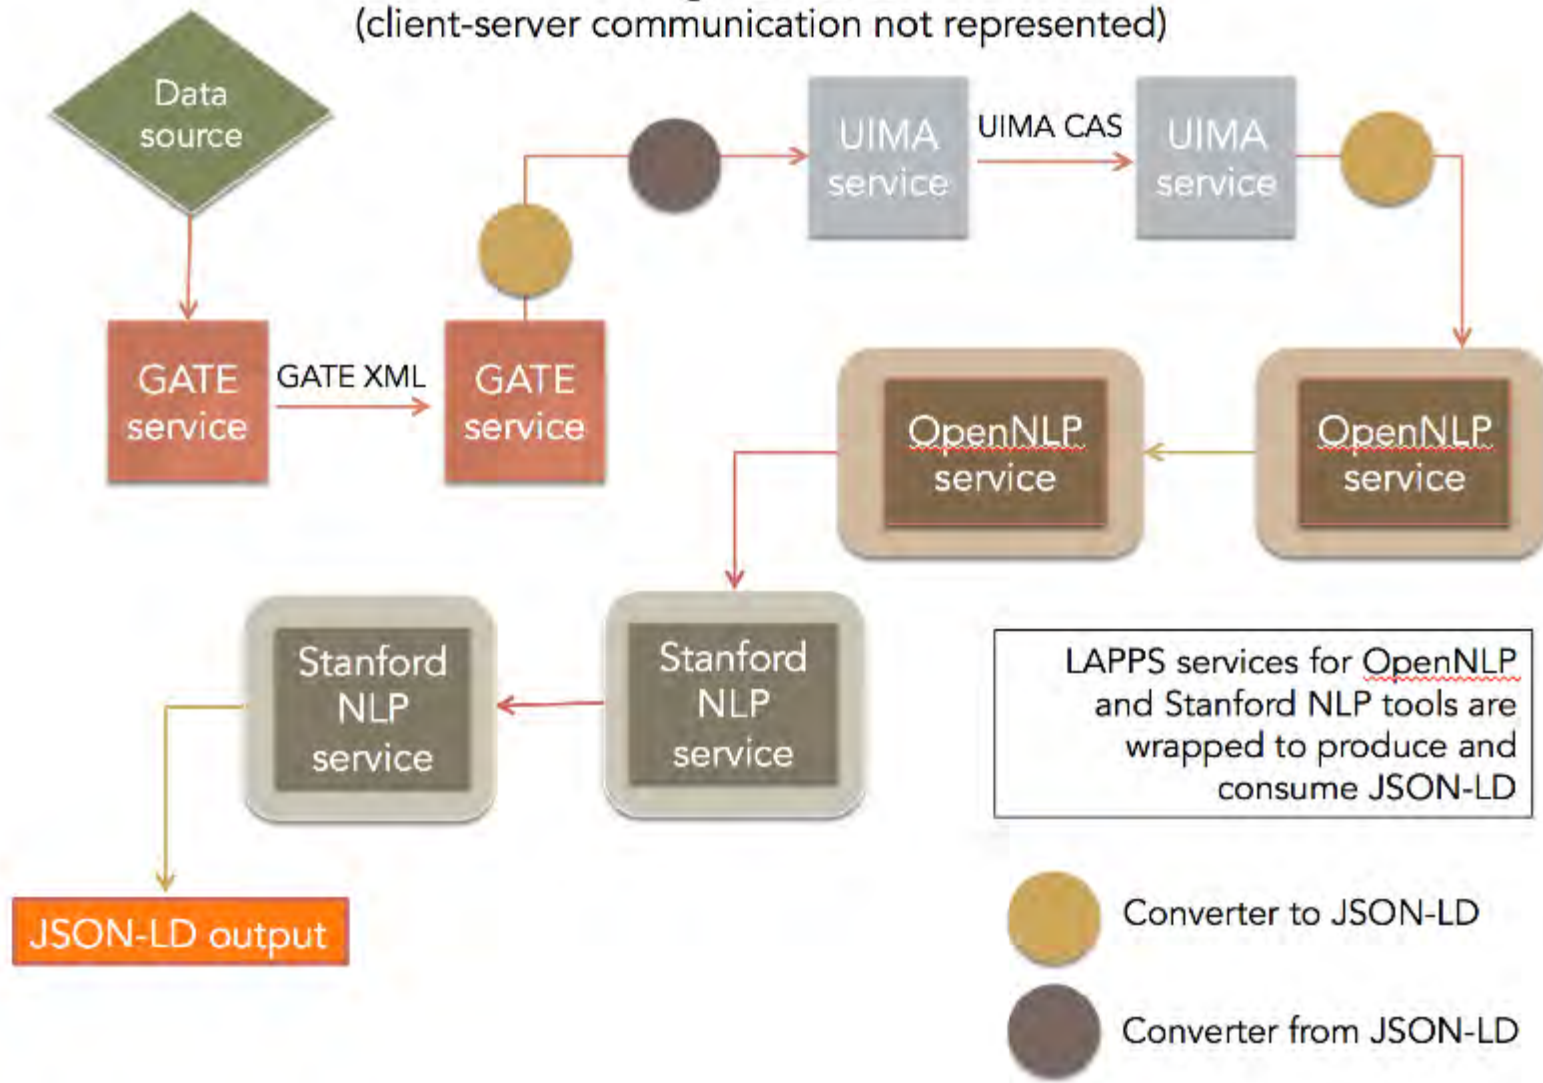 (client-server communication not represented)
Data
source
UIMA
service
UIMA CAS
UIMA
service
GATE
service
GATE XML
GATE
service
OpenNLP
service
OpenNLP
service
Stanford
NLP
service
Stanford
NLP
service
LAPPS services for OpenNLP
and Stanford NLP tools are
wrapped to produce and
consume JSON-LD
JSON-LD output
Converter to JSON-LD
Converter from JSON-LD